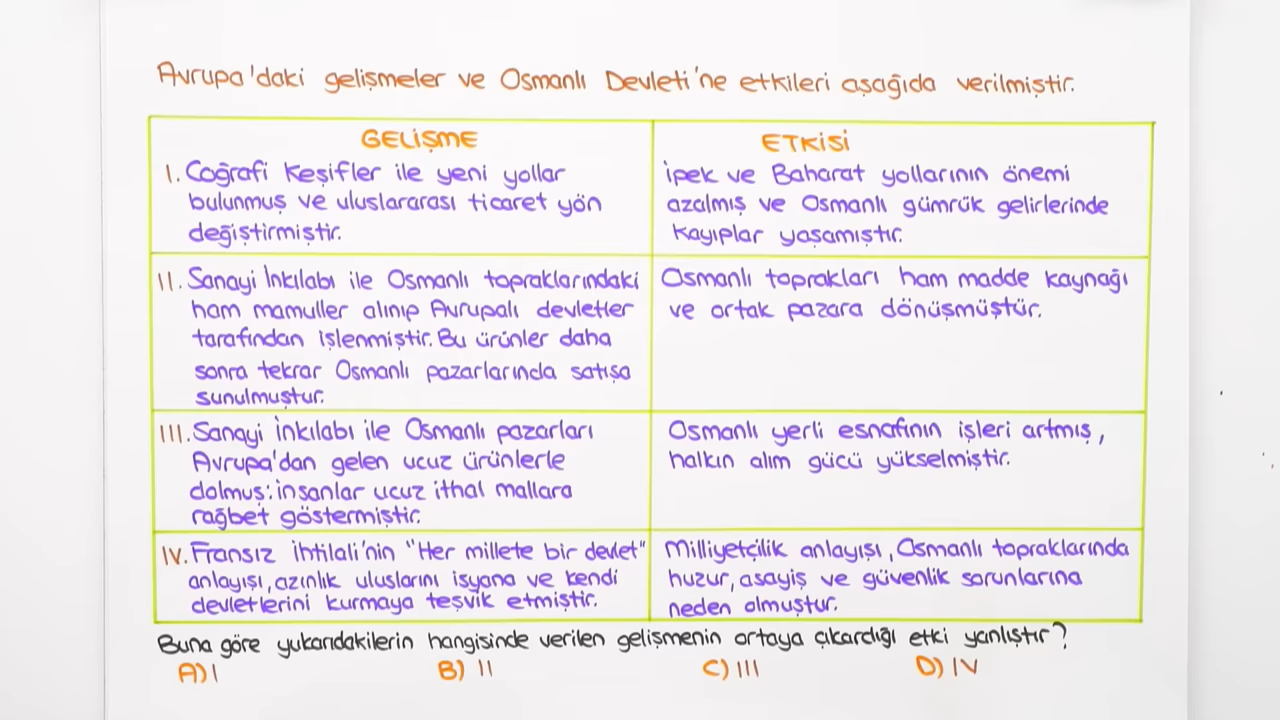 Avrupa'daki gelişmeler ve Osmanlı Devleti'ne etkileri aşağıda verilmiştir.
GELİŞME
ETKİSİ
I. Coğrafi Keşifler ile yeni yollar
bulunmuş ve uluslararası ticaret yön
değiştirmiştir.
İpek ve Baharat yollarının önemi
azalmış ve Osmanlı gümrük gelirlerinde
kayıplar yaşamıştır.
II. Sanayi İnkılabı ile Osmanlı topraklarındaki
ham mamuller alınıp Avrupalı devletler
tarafından işlenmiştir. Bu ürünler daha
sonra tekrar Osmanlı pazarlarında satışa
sunulmuştur.
Osmanlı toprakları ham madde kaynağı
ve ortak pazara dönüşmüştür.
III. Sanayi İnkılabı ile Osmanlı pazarları
Avrupa'dan gelen ucuz ürünlerle
dolmuş; insanlar ucuz ithal mallara
rağbet göstermiştir.
Osmanlı yerli esnafının işleri artmış,
halkın alım gücü yükselmiştir.
IV. Fransız İhtilali'nin "Her millete bir devlet"
anlayışı, azınlık uluslarını isyana ve kendi
devletlerini kurmaya teşvik etmiştir.
Milliyetçilik anlayışı, Osmanlı topraklarında
huzur, asayiş ve güvenlik sorunlarına
neden olmuştur.
Buna göre yukarıdakilerin hangisinde verilen gelişmenin ortaya çıkardığı etki yanlıştır?
A) I B) II C) III D) IV